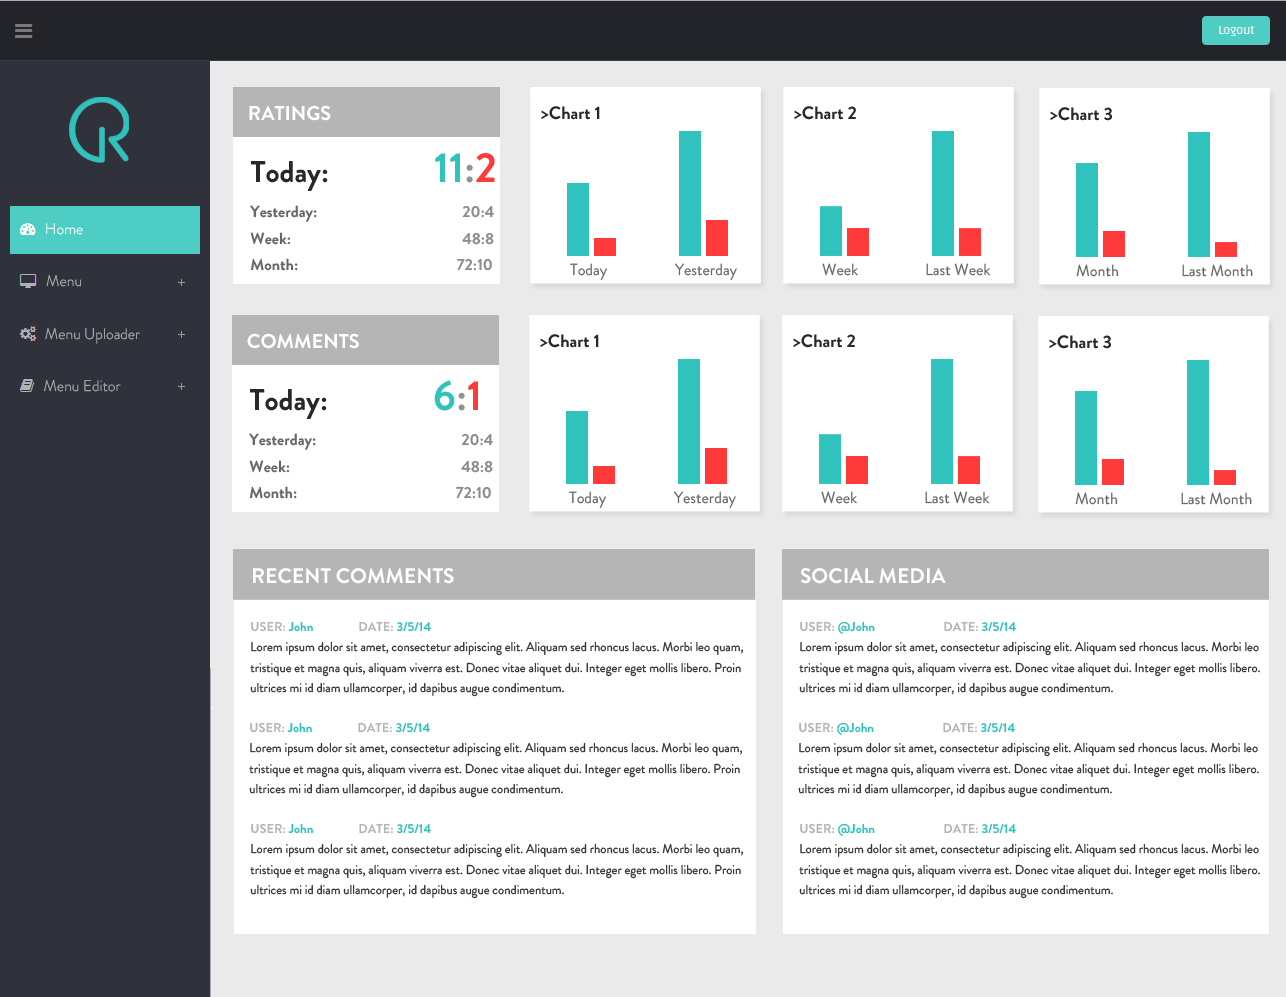 Logout
Home
Menu +
Menu Uploader +
Menu Editor +
RATINGS
Today: 11:2
Yesterday: 20:4
Week: 48:8
Month: 72:10
>Chart 1
Today Yesterday
>Chart 2
Week Last Week
>Chart 3
Month Last Month
COMMENTS
Today: 6:1
Yesterday: 20:4
Week: 48:8
Month: 72:10
>Chart 1
Today Yesterday
>Chart 2
Week Last Week
>Chart 3
Month Last Month
RECENT COMMENTS
USER: John DATE: 3/5/14
Lorem ipsum dolor sit amet, consectetur adipiscing elit. Aliquam sed rhoncus lacus. Morbi leo quam,
tristique et magna quis, aliquam viverra est. Donec vitae aliquet dui. Integer eget mollis libero. Proin
ultrices mi id diam ullamcorper, id dapibus augue condimentum.
USER: John DATE: 3/5/14
Lorem ipsum dolor sit amet, consectetur adipiscing elit. Aliquam sed rhoncus lacus. Morbi leo quam,
tristique et magna quis, aliquam viverra est. Donec vitae aliquet dui. Integer eget mollis libero. Proin
ultrices mi id diam ullamcorper, id dapibus augue condimentum.
USER: John DATE: 3/5/14
Lorem ipsum dolor sit amet, consectetur adipiscing elit. Aliquam sed rhoncus lacus. Morbi leo quam,
tristique et magna quis, aliquam viverra est. Donec vitae aliquet dui. Integer eget mollis libero. Proin
ultrices mi id diam ullamcorper, id dapibus augue condimentum.
SOCIAL MEDIA
USER: @John DATE: 3/5/14
Lorem ipsum dolor sit amet, consectetur adipiscing elit. Aliquam sed rhoncus lacus. Morbi leo
tristique et magna quis, aliquam viverra est. Donec vitae aliquet dui. Integer eget mollis libero.
ultrices mi id diam ullamcorper, id dapibus augue condimentum.
USER: @John DATE: 3/5/14
Lorem ipsum dolor sit amet, consectetur adipiscing elit. Aliquam sed rhoncus lacus. Morbi leo
tristique et magna quis, aliquam viverra est. Donec vitae aliquet dui. Integer eget mollis libero.
ultrices mi id diam ullamcorper, id dapibus augue condimentum.
USER: @John DATE: 3/5/14
Lorem ipsum dolor sit amet, consectetur adipiscing elit. Aliquam sed rhoncus lacus. Morbi leo
tristique et magna quis, aliquam viverra est. Donec vitae aliquet dui. Integer eget mollis libero.
ultrices mi id diam ullamcorper, id dapibus augue condimentum.